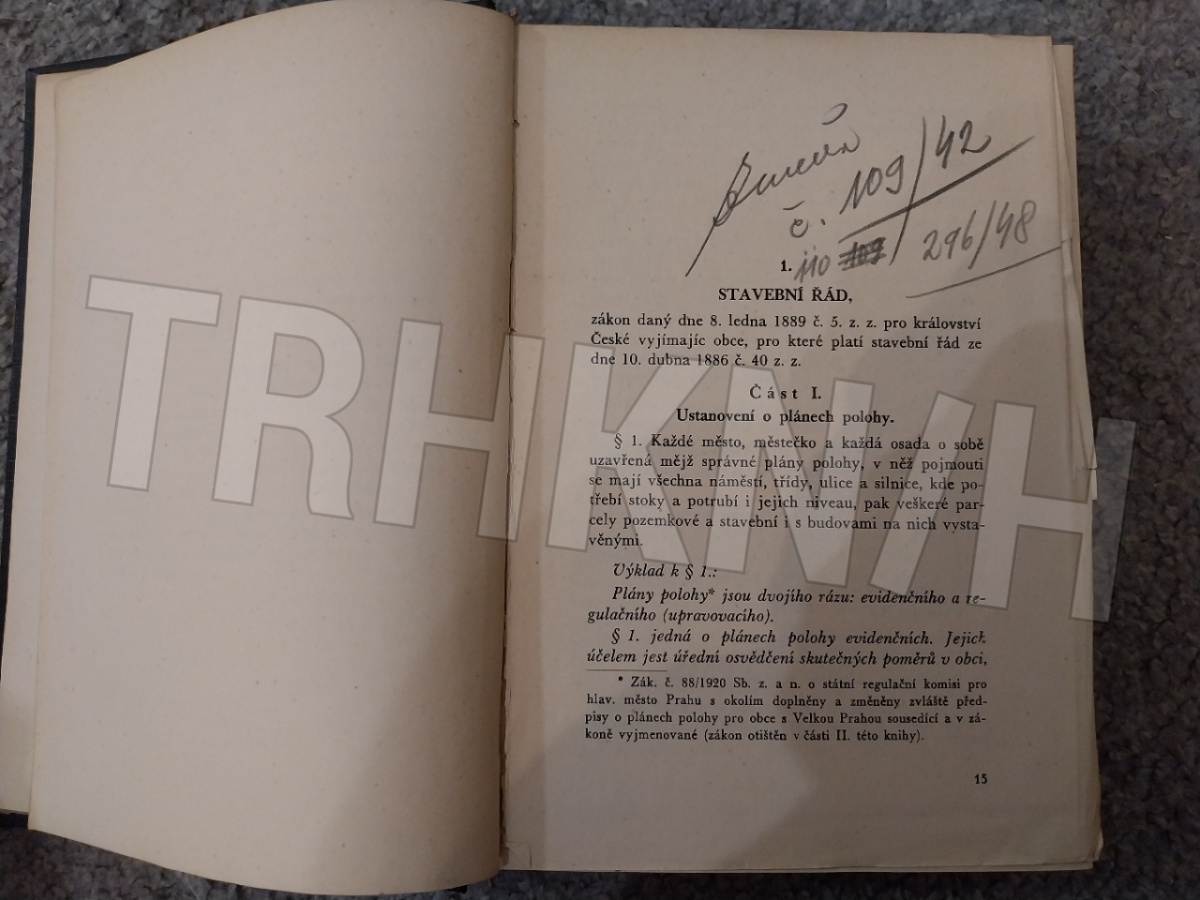 změna
č. 109/42
110 296/48
1.
STAVEBNÍ ŘÁD,
zákon daný dne 8. ledna 1889 č. 5. z. z. pro království
České vyjímajíc obce, pro které platí stavební řád ze
dne 10. dubna 1886 č. 40 z. z.
Část I.
Ustanovení o plánech polohy.
§ 1. Každé město, městečko a každá osada o sobě
uzavřená mějž správné plány polohy, v něž pojmouti
se mají všechna náměstí, třídy, ulice a silnice, kde po-
třebí stoky a potrubí i jejich niveau, pak veškeré par-
cely pozemkové a stavební i s budovami na nich vysta-
věnými.
Výklad k § 1.:
Plány polohy* jsou dvojího rázu: evidenčního a re-
gulačního (upravovacího).
§ 1. jedná o plánech polohy evidenčních. Jejich
účelem jest úřední osvědčení skutečných poměrů v obci,
* Zák. č. 88/1920 Sb. z. a n. o státní regulační komisi pro
hlav. město Prahu s okolím doplněny a změněny zvláště před-
pisy o plánech polohy pro obce s Velkou Prahou sousedící a v zá-
koně vyjmenované (zákon otištěn v části II. této knihy).
15
TRHKN/H